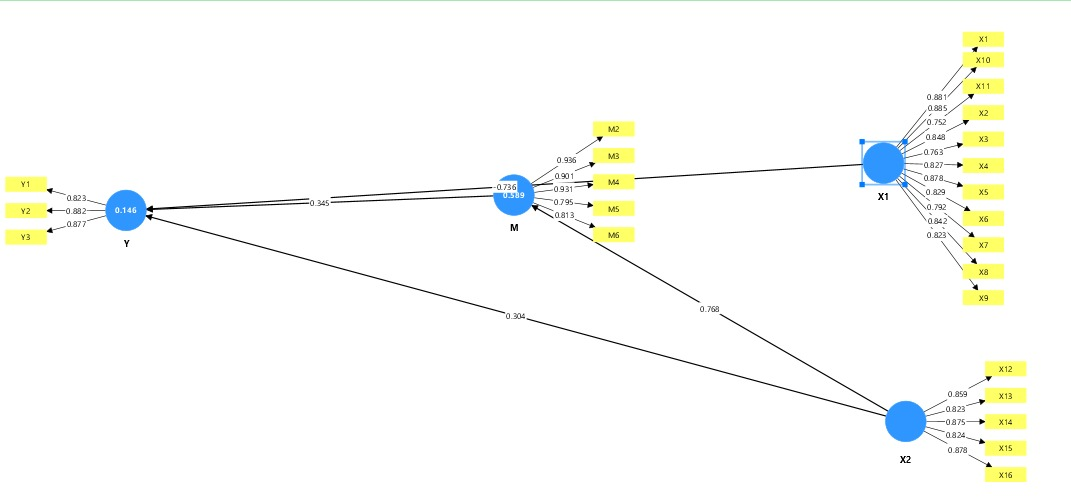 Y1
Y2
Y3
0.823
0.882
0.877
0.146
Y
0.345
-0.736
M
M2
M3
M4
M5
M6
0.936
0.901
0.931
0.795
0.813
0.304
0.768
X1
X1
X10
X11
X2
X3
X4
X5
X6
X7
X8
X9
0.881
0.885
0.752
0.848
0.763
0.827
0.878
0.829
0.792
0.842
0.823
X2
X12
X13
X14
X15
X16
0.859
0.823
0.875
0.824
0.878